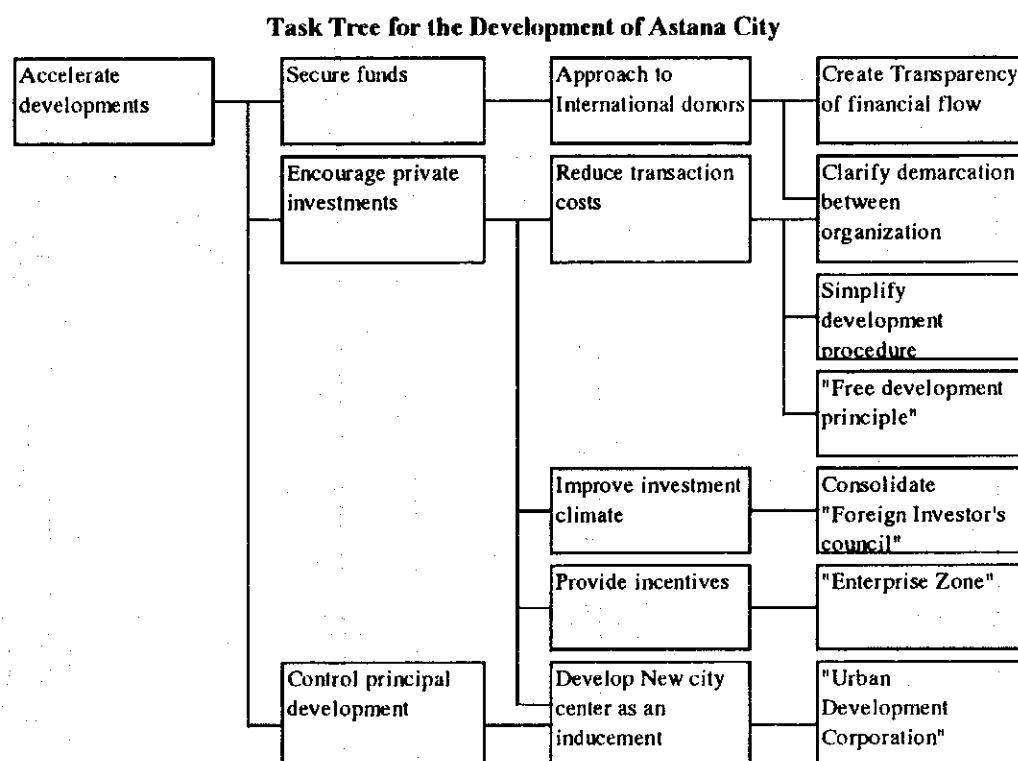 Task Tree for the Development of Astana City
Accelerate
developments
Secure funds
Approach to
International donors
Create Transparency
of financial flow
Encourage private
investments
Reduce transaction
costs
Clarify demarcation
between
organization
Simplify
development
procedure
"Free development
principle"
Improve investment
climate
Consolidate
"Foreign Investor's
council"
Provide incentives
"Enterprise Zone"
Control principal
development
Develop New city
center as an
inducement
"Urban
Development
Corporation"